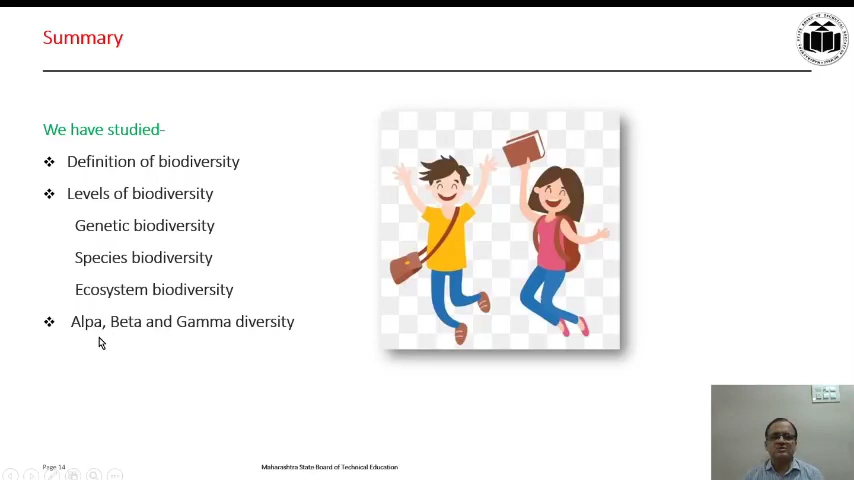 Summary
We have studied-
❖ Definition of biodiversity
❖ Levels of biodiversity
Genetic biodiversity
Species biodiversity
Ecosystem biodiversity
❖ Alpa, Beta and Gamma diversity
Page 14
Maharashtra State Board of Technical Education